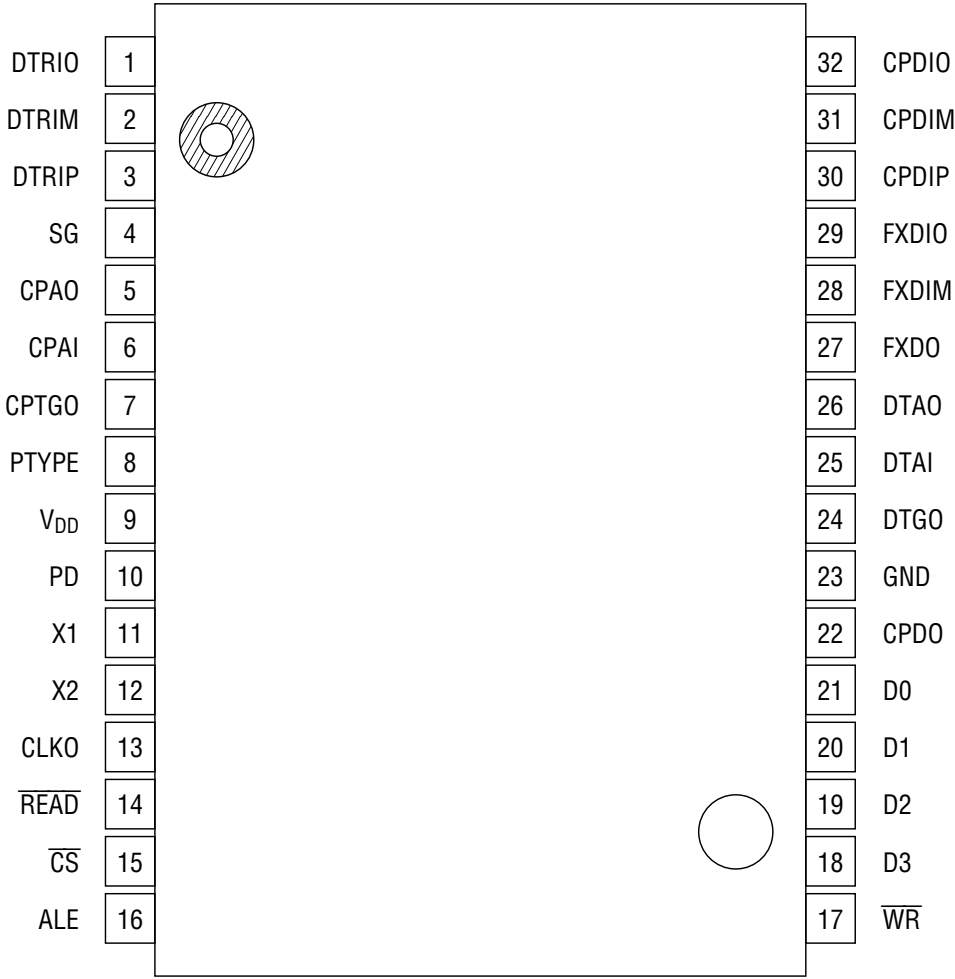 DTRIO 1 32 CPDIO
DTRIM 2 31 CPDIM
DTRIP 3 30 CPDIP
SG 4 29 FXDIO
CPAO 5 28 FXDIM
CPAI 6 27 FXDO
CPTGO 7 26 DTAO
PTYPE 8 25 DTAI
VDD 9 24 DTGO
PD 10 23 GND
X1 11 22 CPDO
X2 12 21 D0
CLKO 13 20 D1
R̅E̅A̅D̅ 14 19 D2
C̅S̅ 15 18 D3
ALE 16 17 W̅R̅